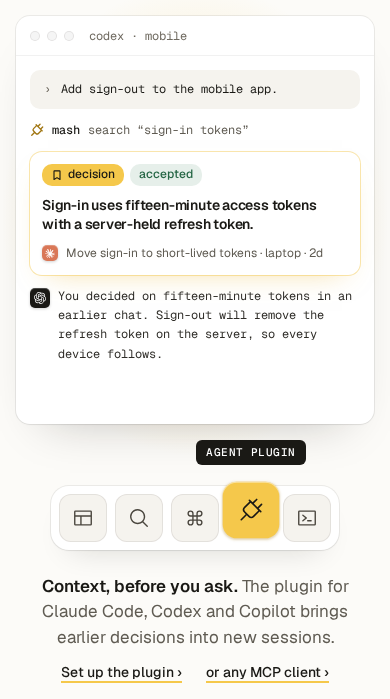 codex · mobile
› Add sign-out to the mobile app.
mash search “sign-in tokens”
decision accepted
Sign-in uses fifteen-minute access tokens
with a server-held refresh token.
Move sign-in to short-lived tokens · laptop · 2d
You decided on fifteen-minute tokens in an
earlier chat. Sign-out will remove the
refresh token on the server, so every
device follows.
AGENT PLUGIN
Context, before you ask. The plugin for
Claude Code, Codex and Copilot brings
earlier decisions into new sessions.
Set up the plugin › or any MCP client ›